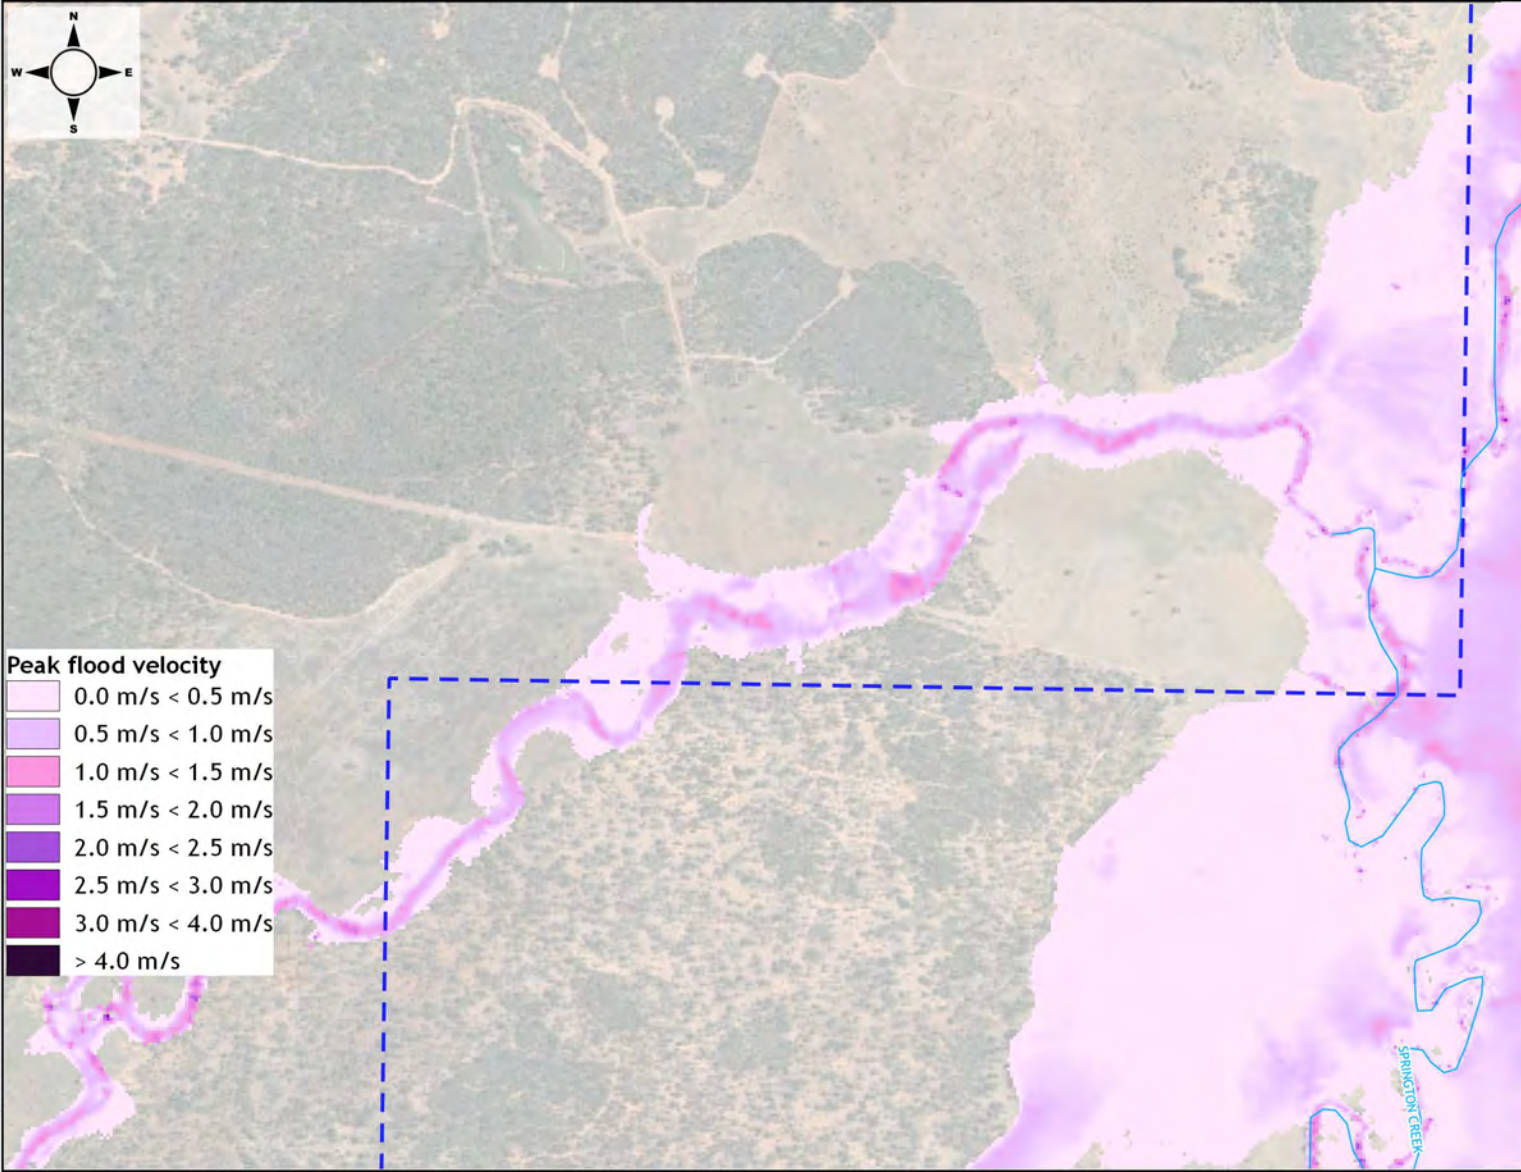 N
W E
S
Peak flood velocity
0.0 m/s < 0.5 m/s
0.5 m/s < 1.0 m/s
1.0 m/s < 1.5 m/s
1.5 m/s < 2.0 m/s
2.0 m/s < 2.5 m/s
2.5 m/s < 3.0 m/s
3.0 m/s < 4.0 m/s
> 4.0 m/s
SPRINGTON CREEK